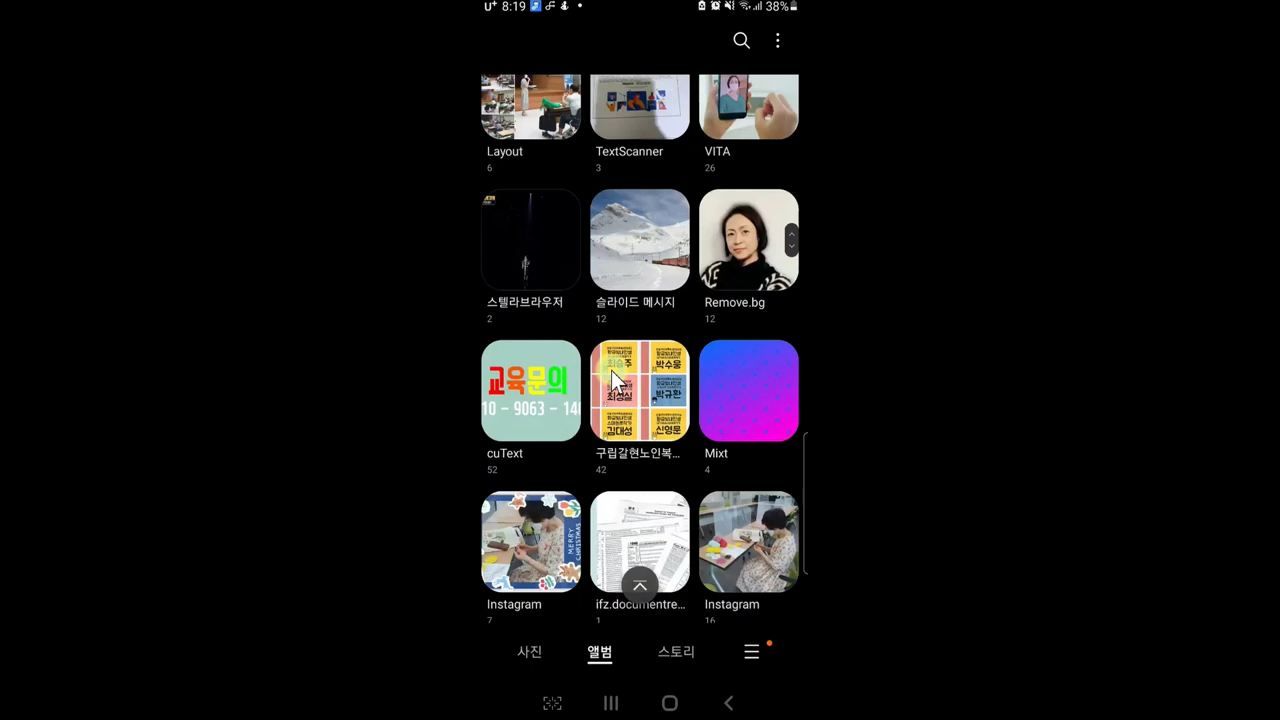 U+ 8:19 38%
Layout TextScanner VITA
6 3 26
스텔라브라우저 슬라이드 메시지 Remove.bg
2 12 12
교육문의
10 - 9063 - 14
최승주 박수웅
최성실 박규환
김대성 신영문
cuText 구립갈현노인복... Mixt
52 42 4
MERRY CHRISTMAS
Instagram ifz.documentre... Instagram
7 1 16
사진 앨범 스토리